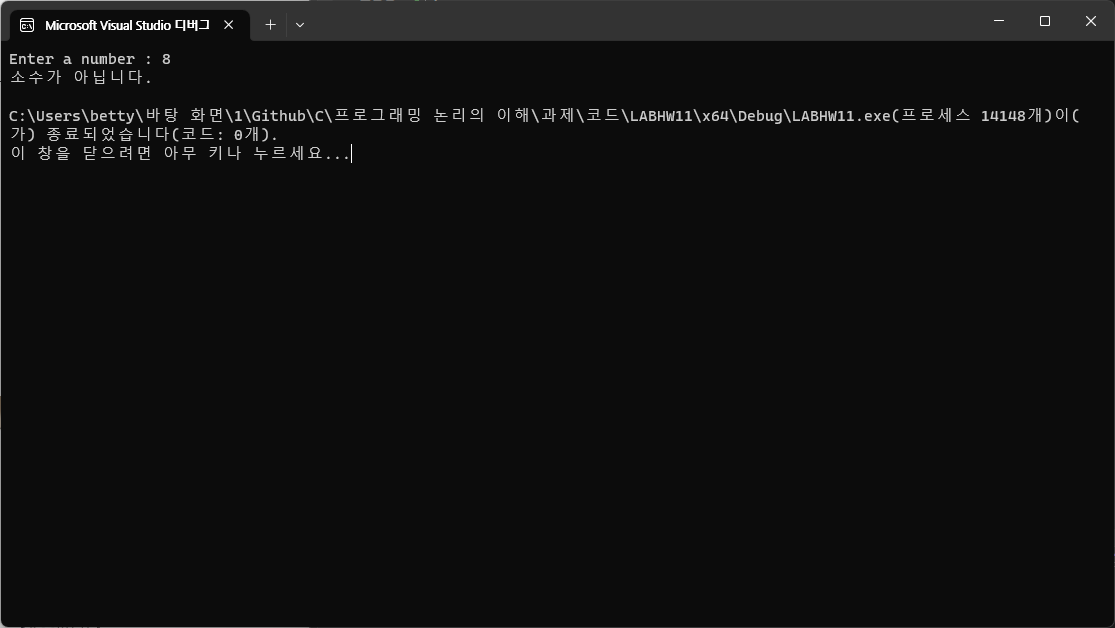 Microsoft Visual Studio 디버그
Enter a number : 8
소수가 아닙니다.
C:\Users\betty\바탕 화면\1\Github\C\프로그래밍 논리의 이해\과제\코드\LABHW11\x64\Debug\LABHW11.exe(프로세스 14148개)이(
가) 종료되었습니다(코드: 0개).
이 창을 닫으려면 아무 키나 누르세요...